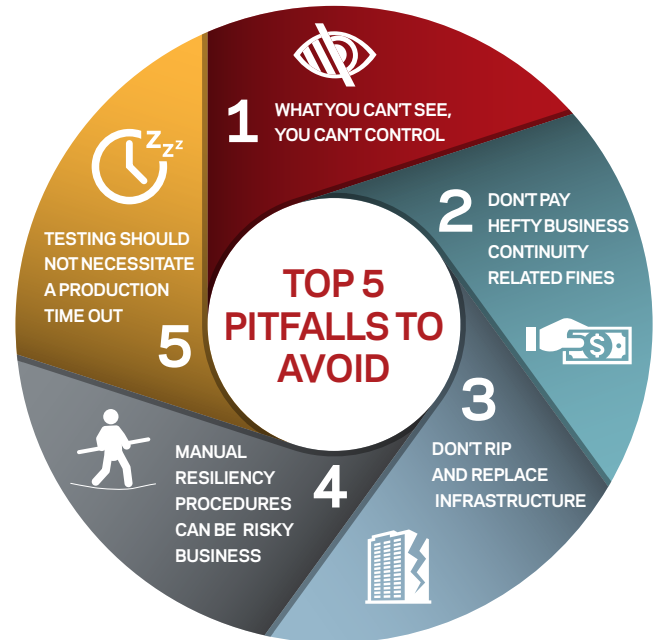 TOP 5
PITFALLS TO
AVOID
1
WHAT YOU CAN'T SEE,
YOU CAN'T CONTROL
2
DON'T PAY
HEFTY BUSINESS
CONTINUITY
RELATED FINES
$
3
DON'T RIP
AND REPLACE
INFRASTRUCTURE
4
MANUAL
RESILIENCY
PROCEDURES
CAN BE RISKY
BUSINESS
5
TESTING SHOULD
NOT NECESSITATE
A PRODUCTION
TIME OUT
zzz